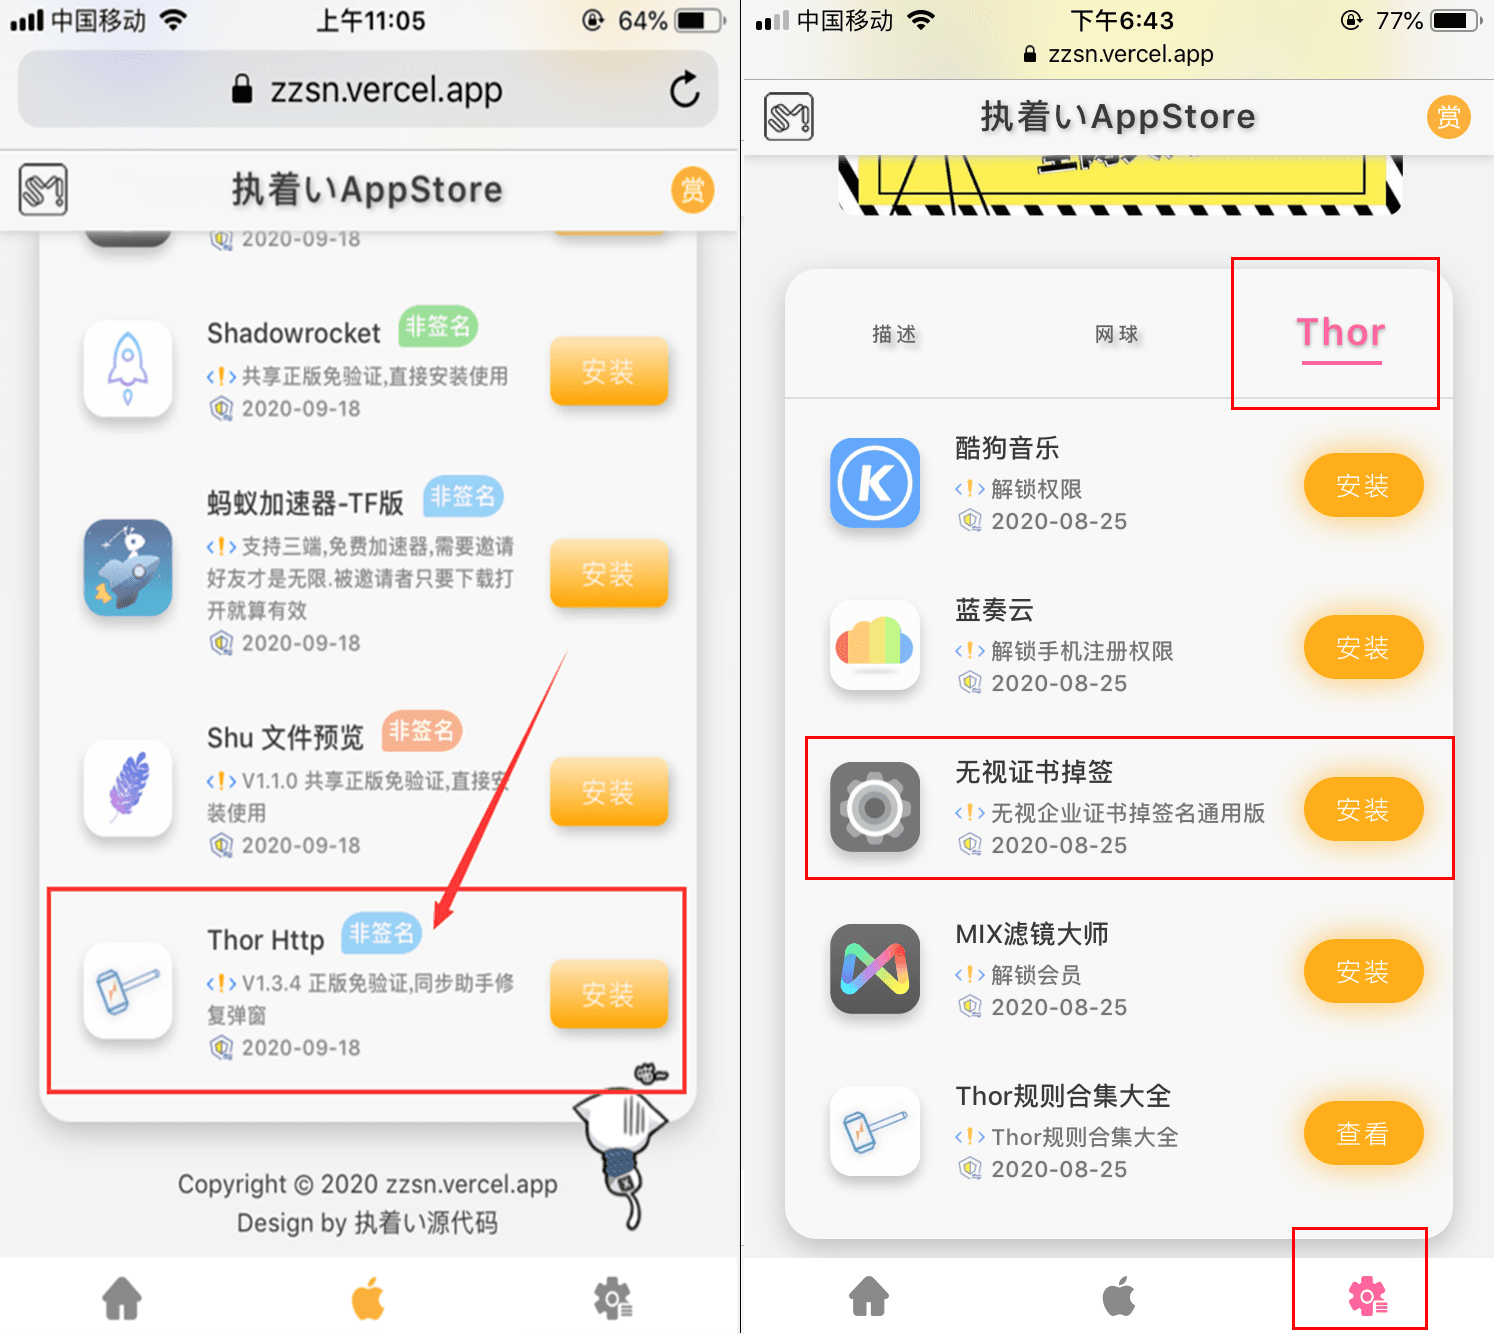 中国移动
上午11:05
64%
zzsn.vercel.app
执着いAppStore
赏
2020-09-18
Shadowrocket 非签名
共享正版免验证,直接安装使用
2020-09-18
安装
蚂蚁加速器-TF版 非签名
支持三端,免费加速器,需要邀请
好友才是无限.被邀请者只要下载打
开就算有效
2020-09-18
安装
Shu 文件预览 非签名
V1.1.0 共享正版免验证,直接安
装使用
2020-09-18
安装
Thor Http 非签名
V1.3.4 正版免验证,同步助手修
复弹窗
2020-09-18
安装
Copyright © 2020 zzsn.vercel.app
Design by 执着い源代码
中国移动
下午6:43
77%
zzsn.vercel.app
执着いAppStore
赏
描述
网球
Thor
酷狗音乐
解锁权限
2020-08-25
安装
蓝奏云
解锁手机注册权限
2020-08-25
安装
无视证书掉签
无视企业证书掉签名通用版
2020-08-25
安装
MIX滤镜大师
解锁会员
2020-08-25
安装
Thor规则合集大全
Thor规则合集大全
2020-08-25
查看